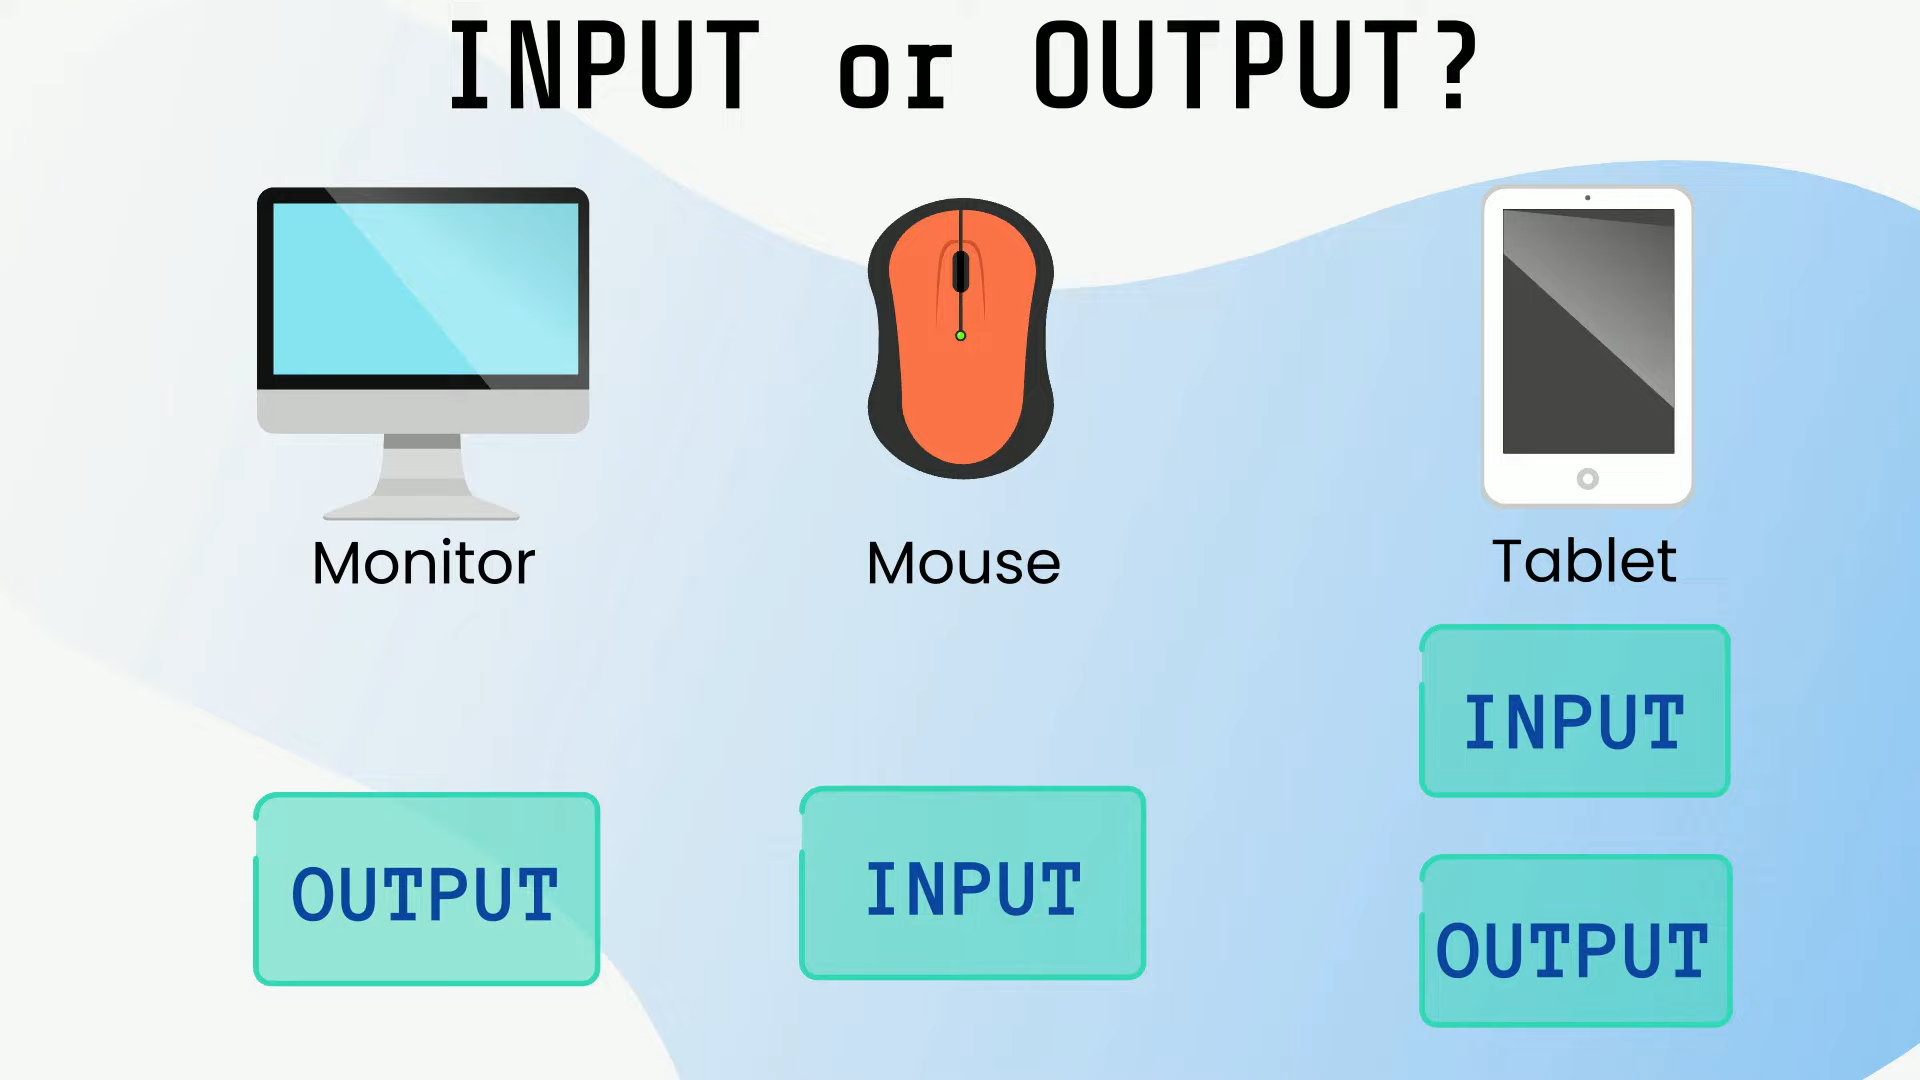 INPUT or OUTPUT?
Monitor
Mouse
Tablet
OUTPUT
INPUT
INPUT
OUTPUT